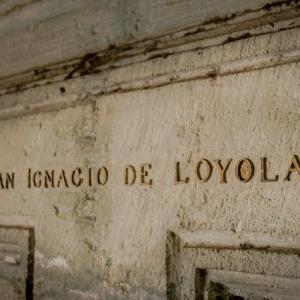 AN IGNACIO DE LOYOLA